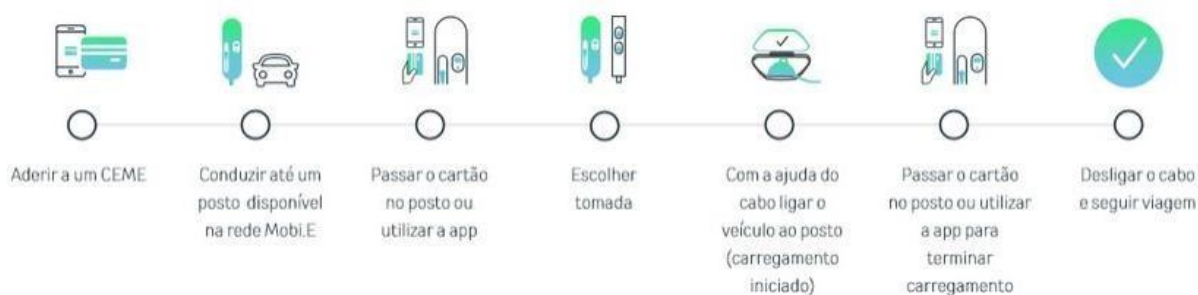 Aderir a um CEME
Conduzir até um
posto disponível
na rede Mobi.E
Passar o cartão
no posto ou
utilizar a app
Escolher
tomada
Com a ajuda do
cabo ligar o
veículo ao posto
(carregamento
iniciado)
Passar o cartão
no posto ou utilizar
a app para
terminar
carregamento
Desligar o cabo
e seguir viagem